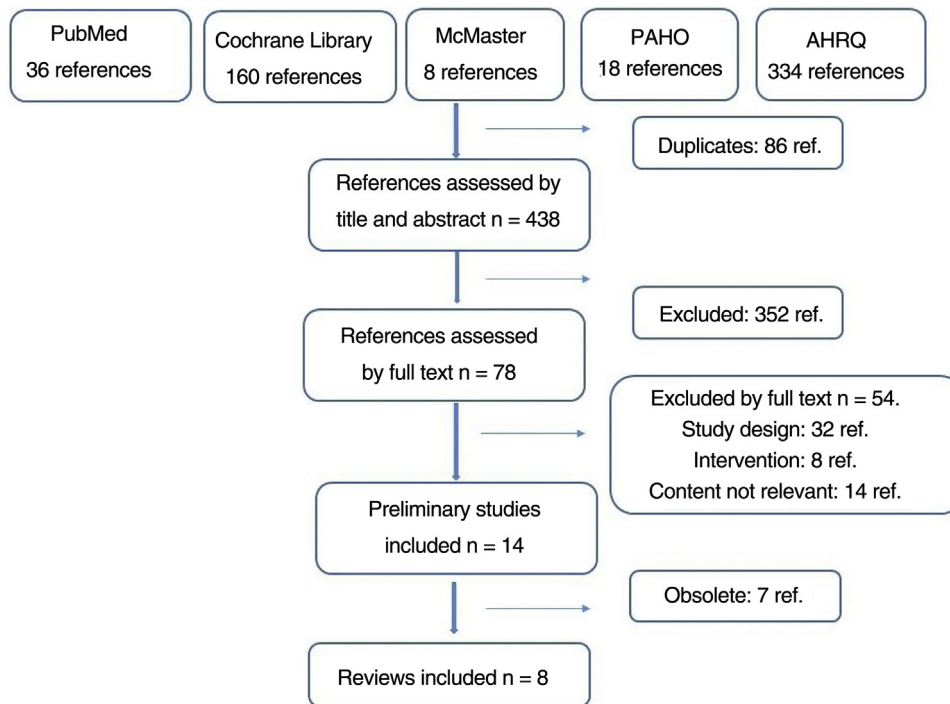 PubMed
36 references
Cochrane Library
160 references
McMaster
8 references
PAHO
18 references
AHRQ
334 references
Duplicates: 86 ref.
References assessed by
title and abstract n = 438
Excluded: 352 ref.
References assessed
by full text n = 78
Excluded by full text n = 54.
Study design: 32 ref.
Intervention: 8 ref.
Content not relevant: 14 ref.
Preliminary studies
included n = 14
Obsolete: 7 ref.
Reviews included n = 8